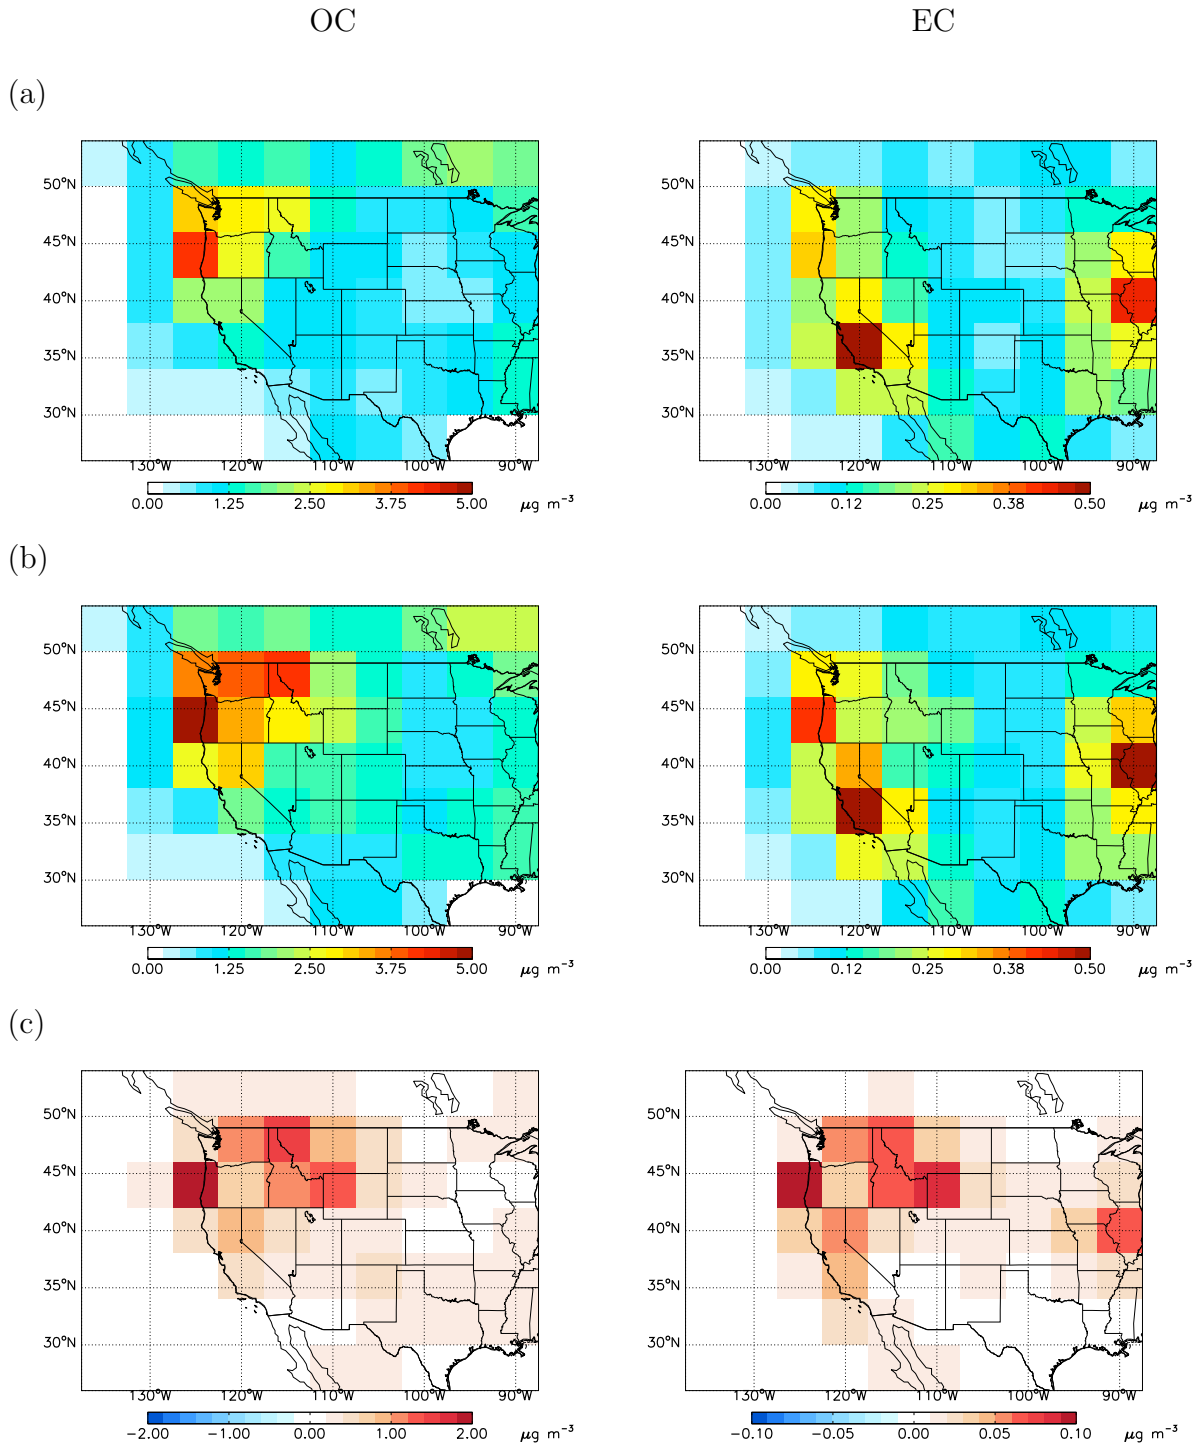 OC EC
(a)
50°N 50°N
45°N 45°N
40°N 40°N
35°N 35°N
30°N 30°N
130°W 120°W 110°W 100°W 90°W 130°W 120°W 110°W 100°W 90°W
0.00 1.25 2.50 3.75 5.00 μg m⁻³ 0.00 0.12 0.25 0.38 0.50 μg m⁻³
(b)
50°N 50°N
45°N 45°N
40°N 40°N
35°N 35°N
30°N 30°N
130°W 120°W 110°W 100°W 90°W 130°W 120°W 110°W 100°W 90°W
0.00 1.25 2.50 3.75 5.00 μg m⁻³ 0.00 0.12 0.25 0.38 0.50 μg m⁻³
(c)
50°N 50°N
45°N 45°N
40°N 40°N
35°N 35°N
30°N 30°N
130°W 120°W 110°W 100°W 90°W 130°W 120°W 110°W 100°W 90°W
−2.00 −1.00 0.00 1.00 2.00 μg m⁻³ −0.10 −0.05 0.00 0.05 0.10 μg m⁻³